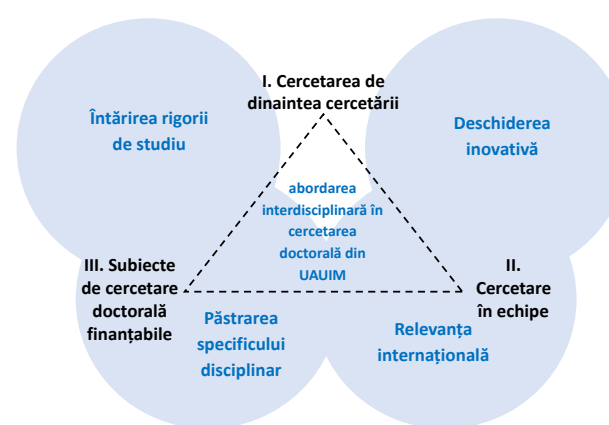 I. Cercetarea de
dinaintea cercetării
Întărirea rigorii
de studiu
Deschiderea
inovativă
abordarea
interdisciplinară în
cercetarea
doctorală din
UAUIM
III. Subiecte
de cercetare
doctorală
finanțabile
II.
Cercetare
în echipe
Păstrarea
specificului
disciplinar
Relevanța
internațională